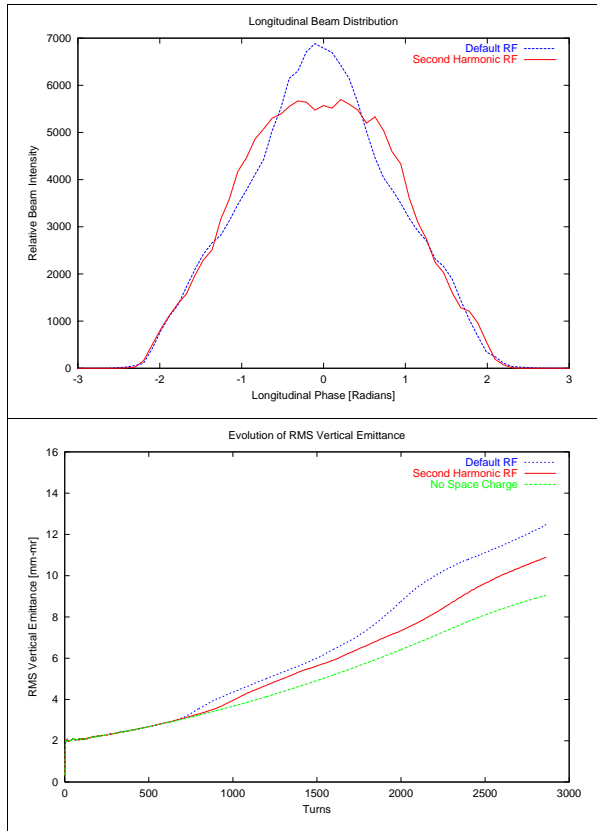 Longitudinal Beam Distribution
Default RF
Second Harmonic RF
Relative Beam Intensity
7000
6000
5000
4000
3000
2000
1000
0
-3 -2 -1 0 1 2 3
Longitudinal Phase [Radians]
Evolution of RMS Vertical Emittance
Default RF
Second Harmonic RF
No Space Charge
RMS Vertical Emittance [mm-mr]
16
14
12
10
8
6
4
2
0
0 500 1000 1500 2000 2500 3000
Turns